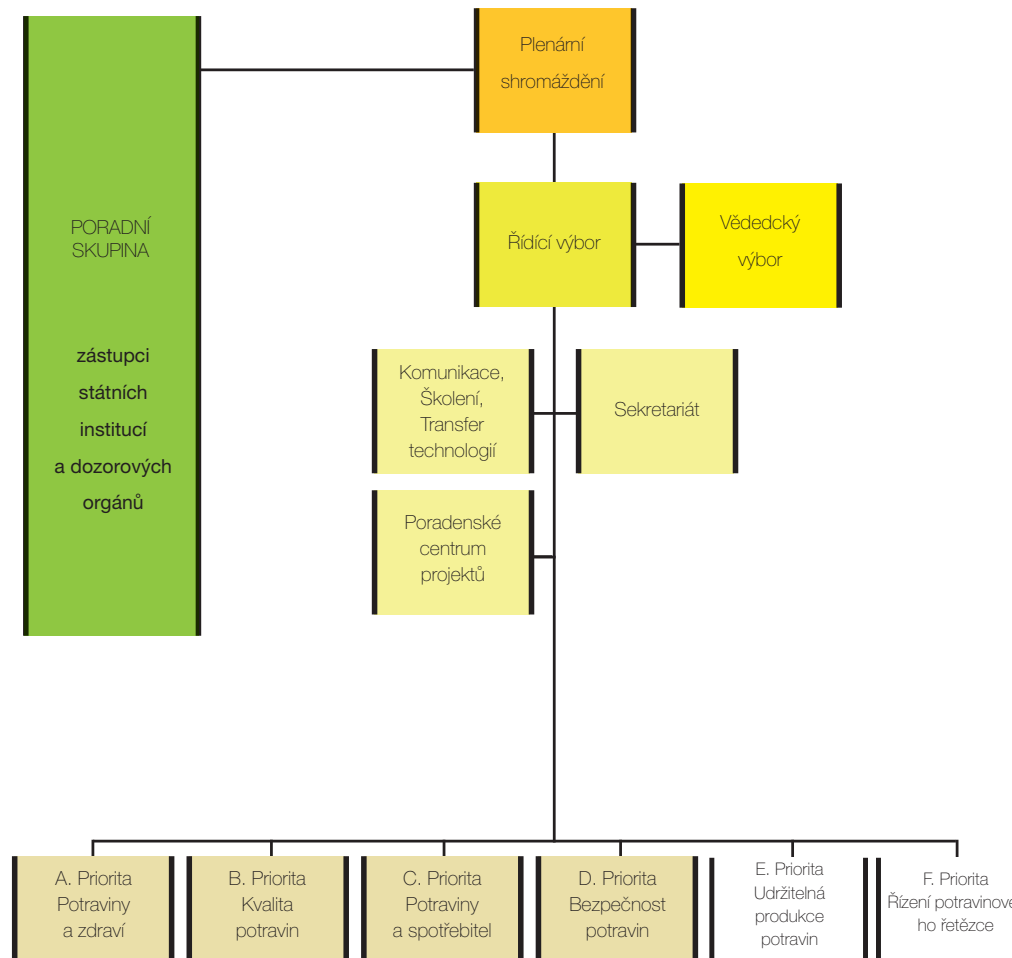 Plenární
shromáždění
PORADNÍ
SKUPINA
zástupci
státních
institucí
a dozorových
orgánů
Řídící výbor
Vědedcký
výbor
Komunikace,
Školení,
Transfer
technologií
Sekretariát
Poradenské
centrum
projektů
A. Priorita
Potraviny
a zdraví
B. Priorita
Kvalita
potravin
C. Priorita
Potraviny
a spotřebitel
D. Priorita
Bezpečnost
potravin
E. Priorita
Udržitelná
produkce
potravin
F. Priorita
Řízení potravinové
ho řetězce